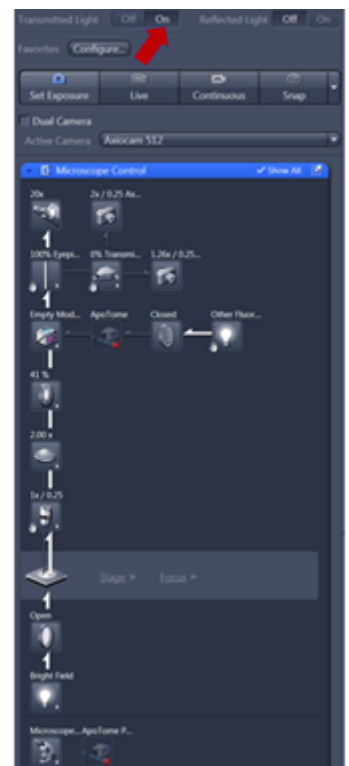 Transmitted Light Off On Reflected Light Off On
Favorites Configure...
Set Exposure Live Continuous Snap
Dual Camera
Active Camera Axiocam 512
Microscope Control Show All
20x 2x / 0.25 Ax...
100% Eyepi... 0% Transmi... 1.26x / 0.25...
Empty Mod... ApoTome Closed Other Fluor...
41 %
2.00 x
1x / 0.25
Stage Focus
Open
Bright Field
Microscope... ApoTome P...